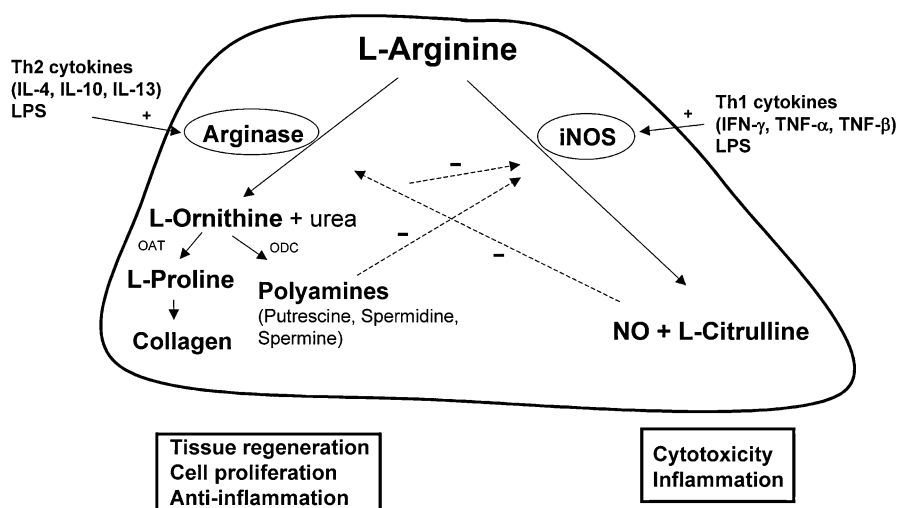 L-Arginine
Th2 cytokines
(IL-4, IL-10, IL-13)
LPS
+
Arginase
iNOS
+
Th1 cytokines
(IFN-γ, TNF-α, TNF-β)
LPS
–
L-Ornithine + urea
–
OAT
ODC
–
L-Proline
Polyamines
(Putrescine, Spermidine,
Spermine)
Collagen
NO + L-Citrulline
Tissue regeneration
Cell proliferation
Anti-inflammation
Cytotoxicity
Inflammation